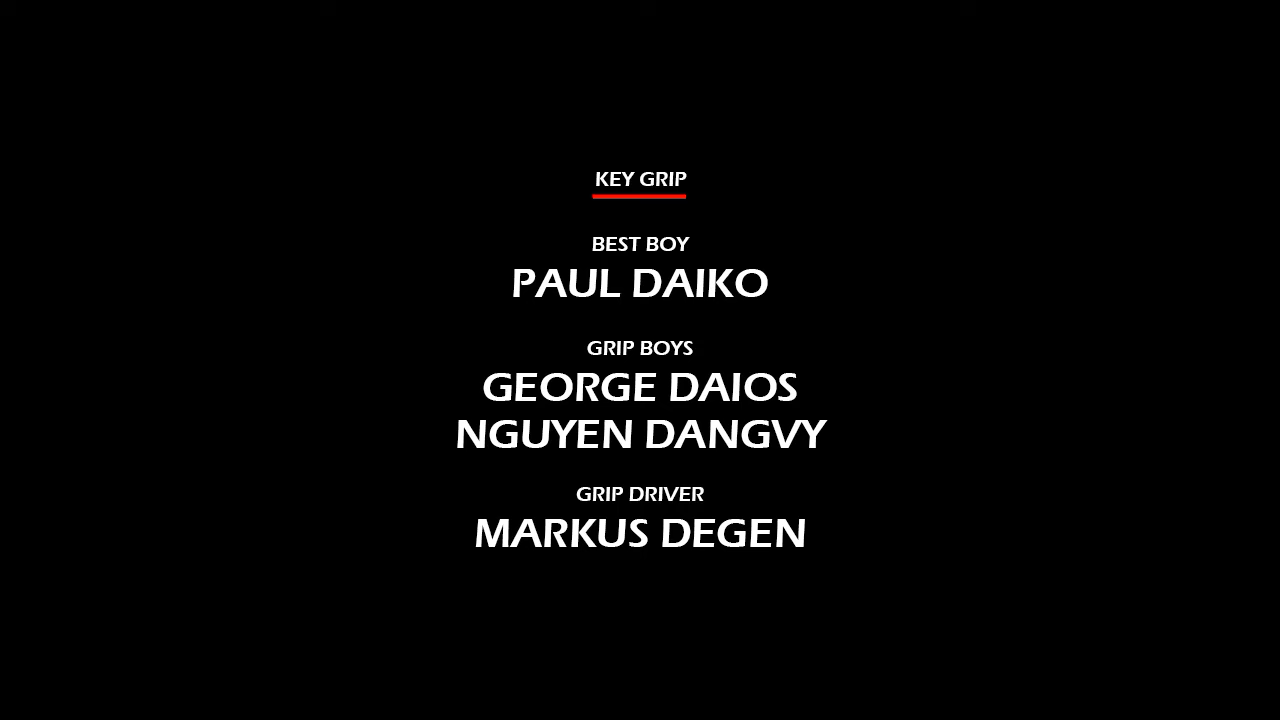 KEY GRIP
BEST BOY
PAUL DAIKO
GRIP BOYS
GEORGE DAIOS
NGUYEN DANGVY
GRIP DRIVER
MARKUS DEGEN